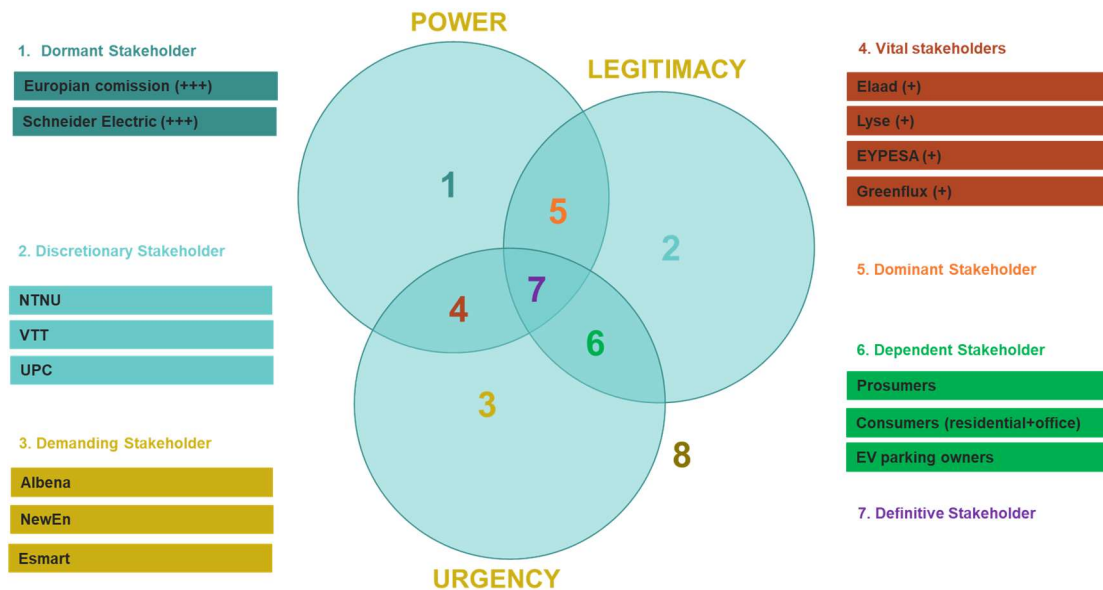 POWER
LEGITIMACY
URGENCY
1. Dormant Stakeholder
Europian comission (+++)
Schneider Electric (+++)
2. Discretionary Stakeholder
NTNU
VTT
UPC
3. Demanding Stakeholder
Albena
NewEn
Esmart
1
5
2
7
4
6
3
8
4. Vital stakeholders
Elaad (+)
Lyse (+)
EYPESA (+)
Greenflux (+)
5. Dominant Stakeholder
6. Dependent Stakeholder
Prosumers
Consumers (residential+office)
EV parking owners
7. Definitive Stakeholder